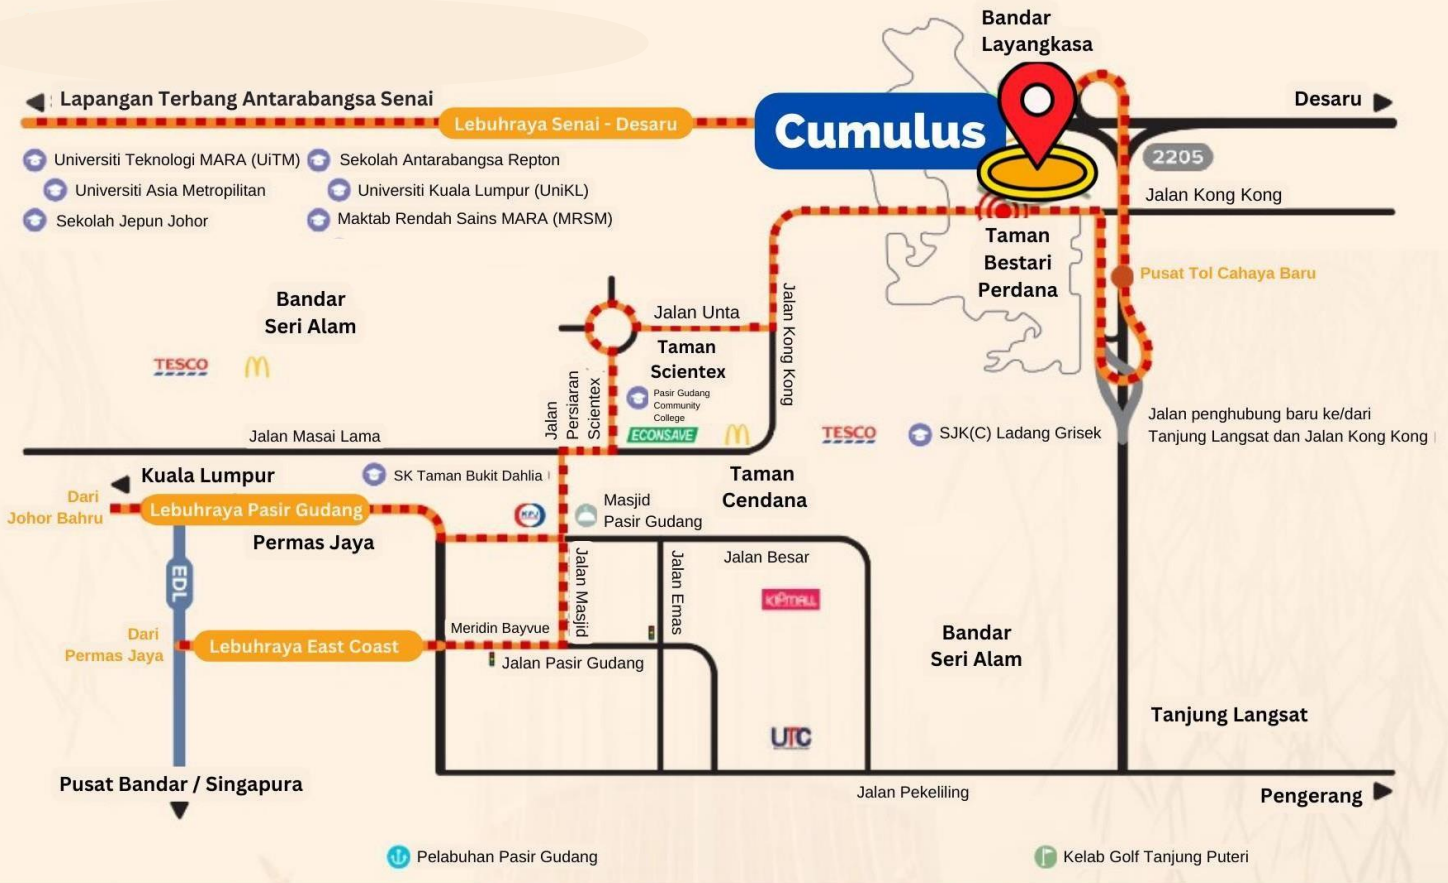 Bandar
Layangkasa
Lapangan Terbang Antarabangsa Senai
Desaru
Lebuhraya Senai - Desaru
Cumulus
2205
Universiti Teknologi MARA (UiTM)
Sekolah Antarabangsa Repton
Universiti Asia Metropilitan
Universiti Kuala Lumpur (UniKL)
Sekolah Jepun Johor
Maktab Rendah Sains MARA (MRSM)
Jalan Kong Kong
Taman
Bestari
Perdana
Pusat Tol Cahaya Baru
Bandar
Seri Alam
Jalan Unta
Jalan Kong Kong
Taman
Scientex
TESCO
Jalan
Persiaran
Scientex
Pasir Gudang
Community
College
ECONSAVE
TESCO
SJK(C) Ladang Grisek
Jalan penghubung baru ke/dari
Tanjung Langsat dan Jalan Kong Kong
Jalan Masai Lama
Kuala Lumpur
SK Taman Bukit Dahlia
Taman
Cendana
Dari
Johor Bahru
Lebuhraya Pasir Gudang
KPJ
Masjid
Pasir Gudang
Permas Jaya
Jalan Besar
EDL
Jalan Masjid
Jalan Emas
KiPMALL
Dari
Permas Jaya
Lebuhraya East Coast
Meridin Bayvue
Jalan Pasir Gudang
Bandar
Seri Alam
Tanjung Langsat
UTC
Pusat Bandar / Singapura
Jalan Pekeliling
Pengerang
Pelabuhan Pasir Gudang
Kelab Golf Tanjung Puteri